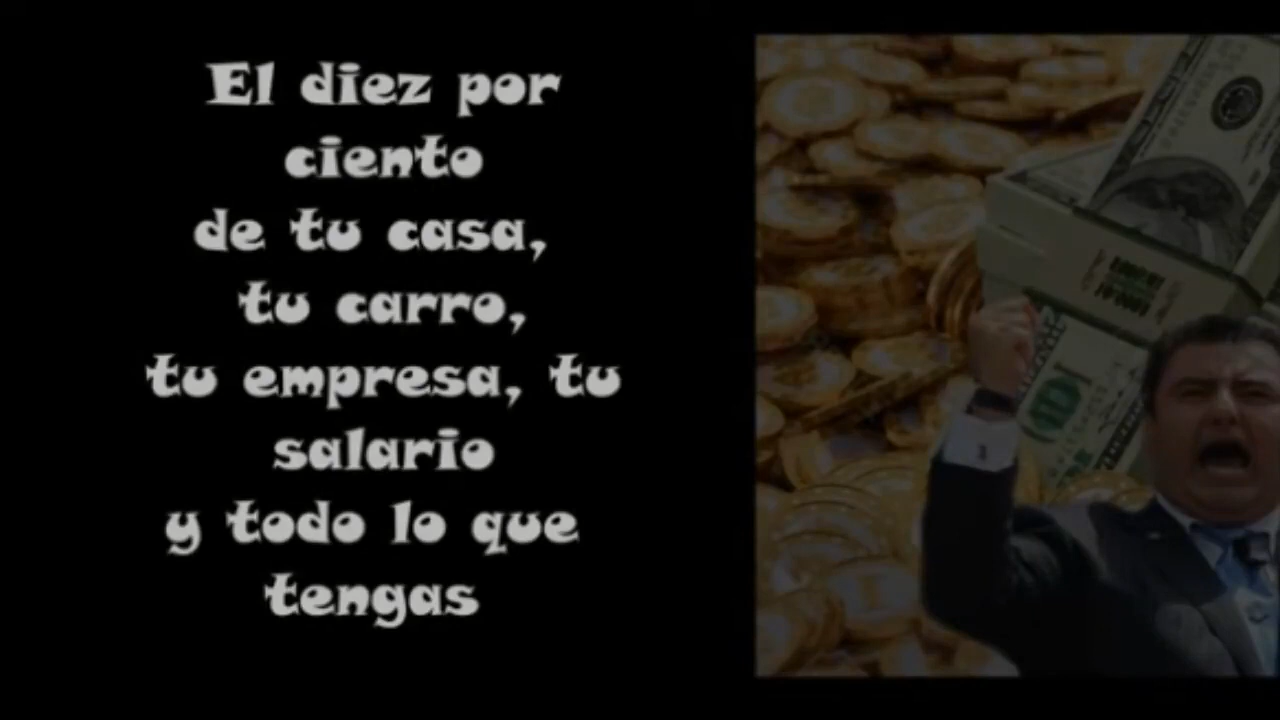 El diez por
ciento
de tu casa,
tu carro,
tu empresa, tu
salario
y todo lo que
tengas